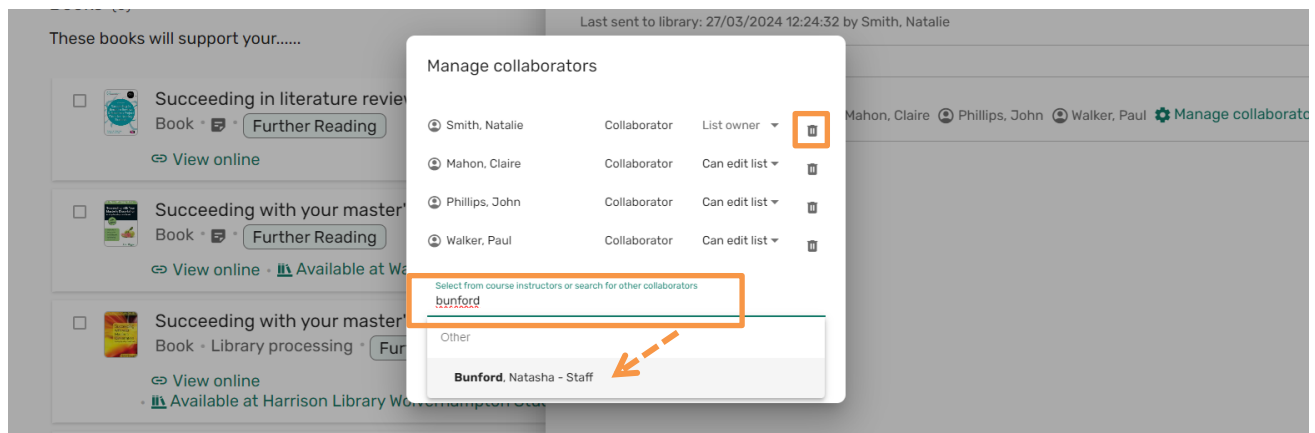 These books will support your......
Last sent to library: 27/03/2024 12:24:32 by Smith, Natalie
Manage collaborators
Smith, Natalie Collaborator List owner
Mahon, Claire Collaborator Can edit list
Phillips, John Collaborator Can edit list
Walker, Paul Collaborator Can edit list
Select from course instructors or search for other collaborators
bunford
Other
Bunford, Natasha - Staff
Succeeding in literature review
Book Further Reading
View online
Succeeding with your master'
Book Further Reading
View online Available at Wa
Succeeding with your master'
Book Library processing Fur
View online
Available at Harrison Library
Mahon, Claire Phillips, John Walker, Paul Manage collaborato